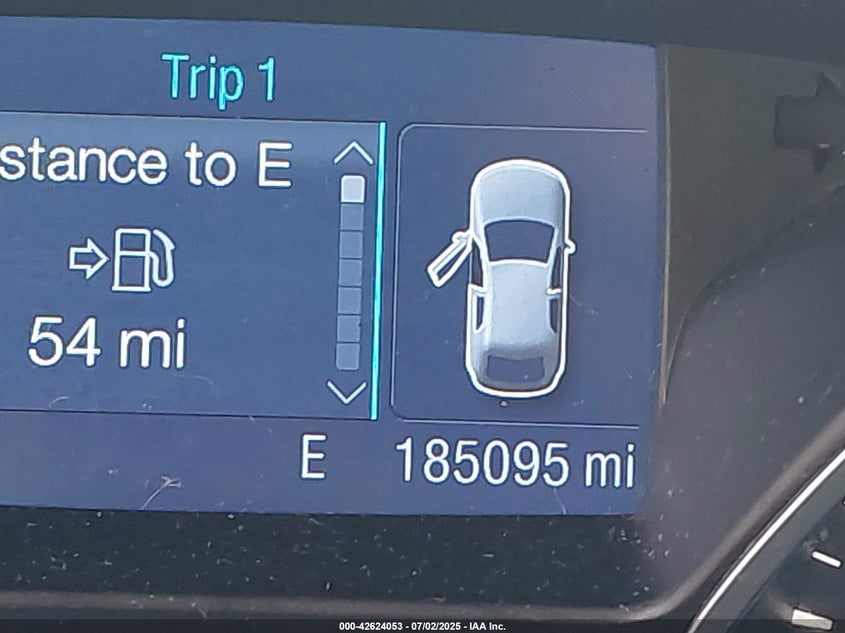 Trip 1
stance to E
54 mi
E 185095 mi
000-42624053 - 07/02/2025 - IAA Inc.